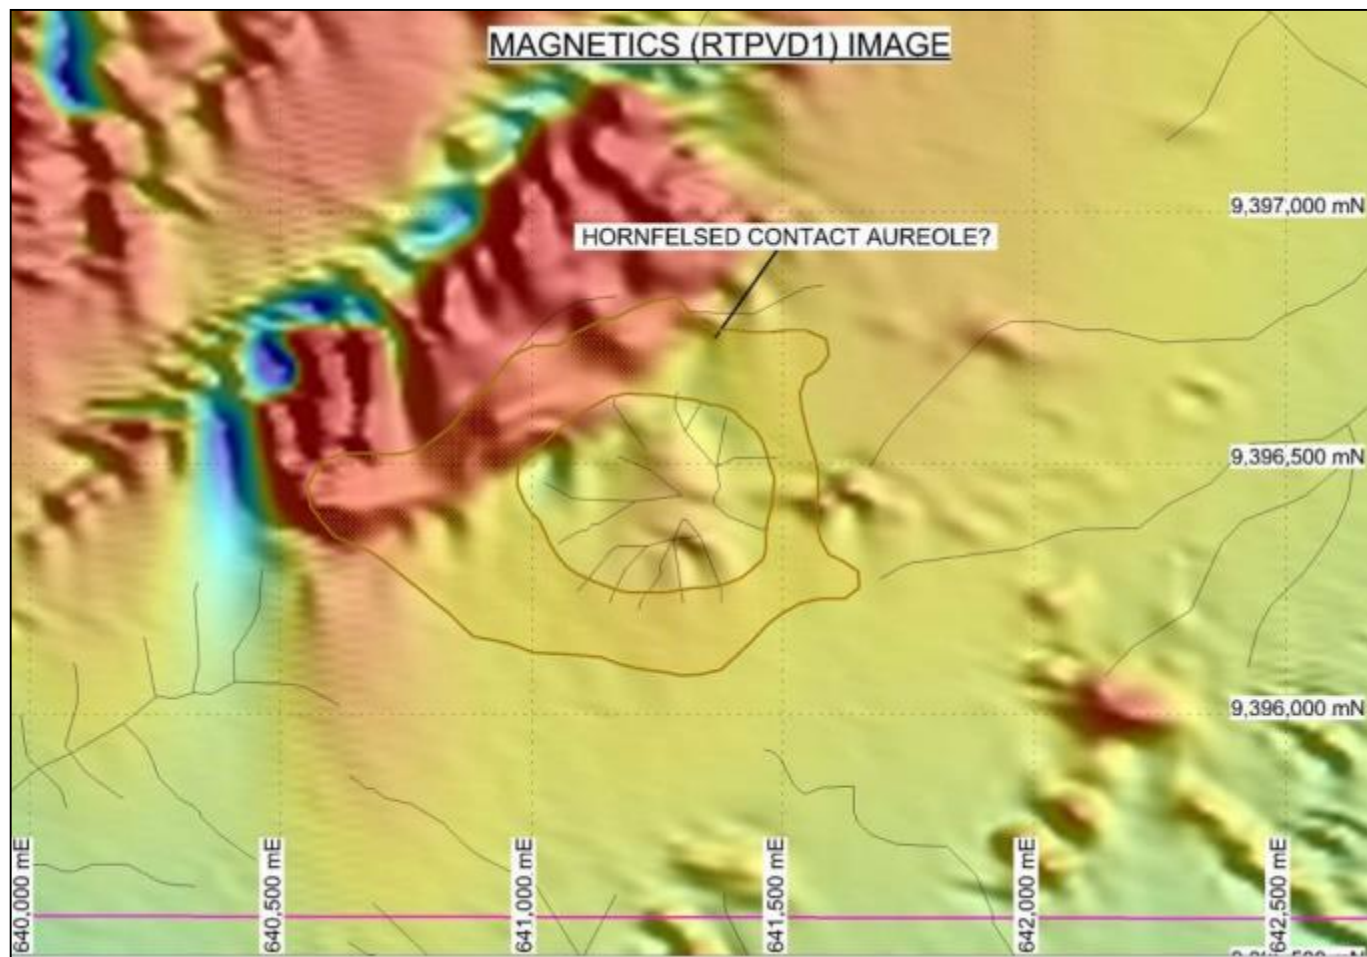 MAGNETICS (RTPVD1) IMAGE
9,397,000 mN
HORNFELSED CONTACT AUREOLE?
9,396,500 mN
9,396,000 mN
640,000 mE
640,500 mE
641,000 mE
641,500 mE
642,000 mE
642,500 mE